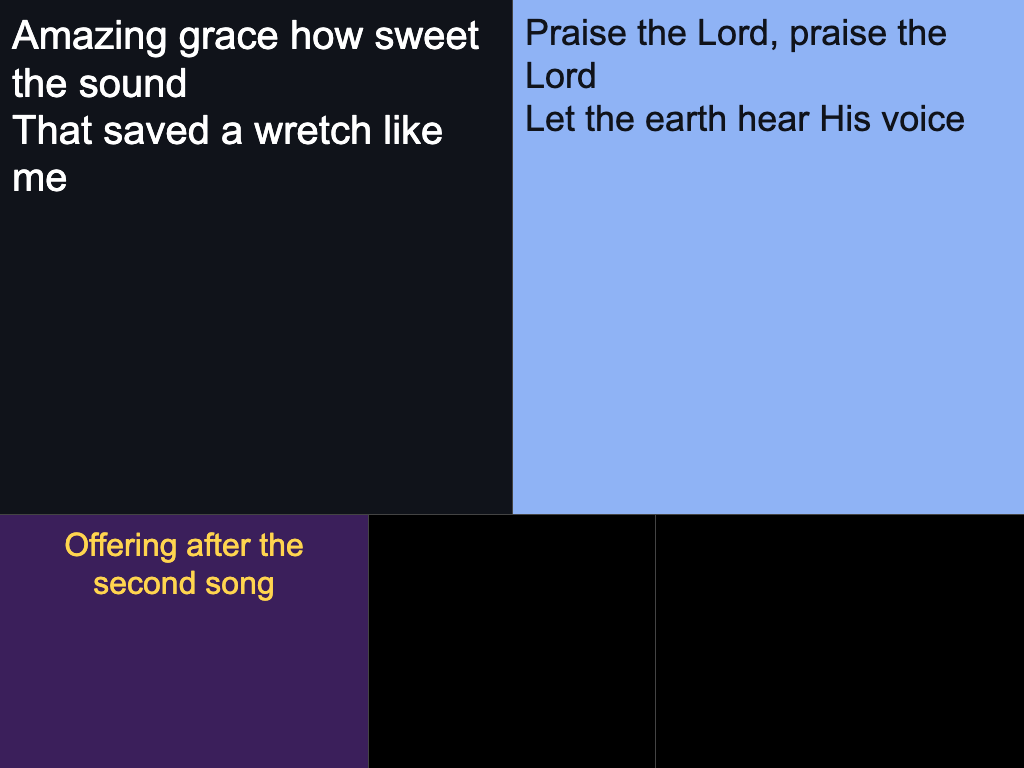 Amazing grace how sweet
the sound
That saved a wretch like
me
Praise the Lord, praise the
Lord
Let the earth hear His voice
Offering after the
second song